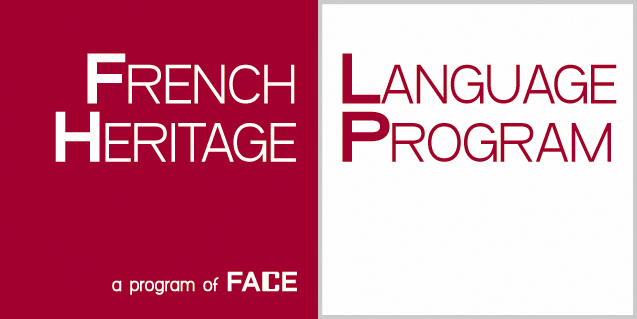 FRENCH
HERITAGE
LANGUAGE
PROGRAM
a program of FACE